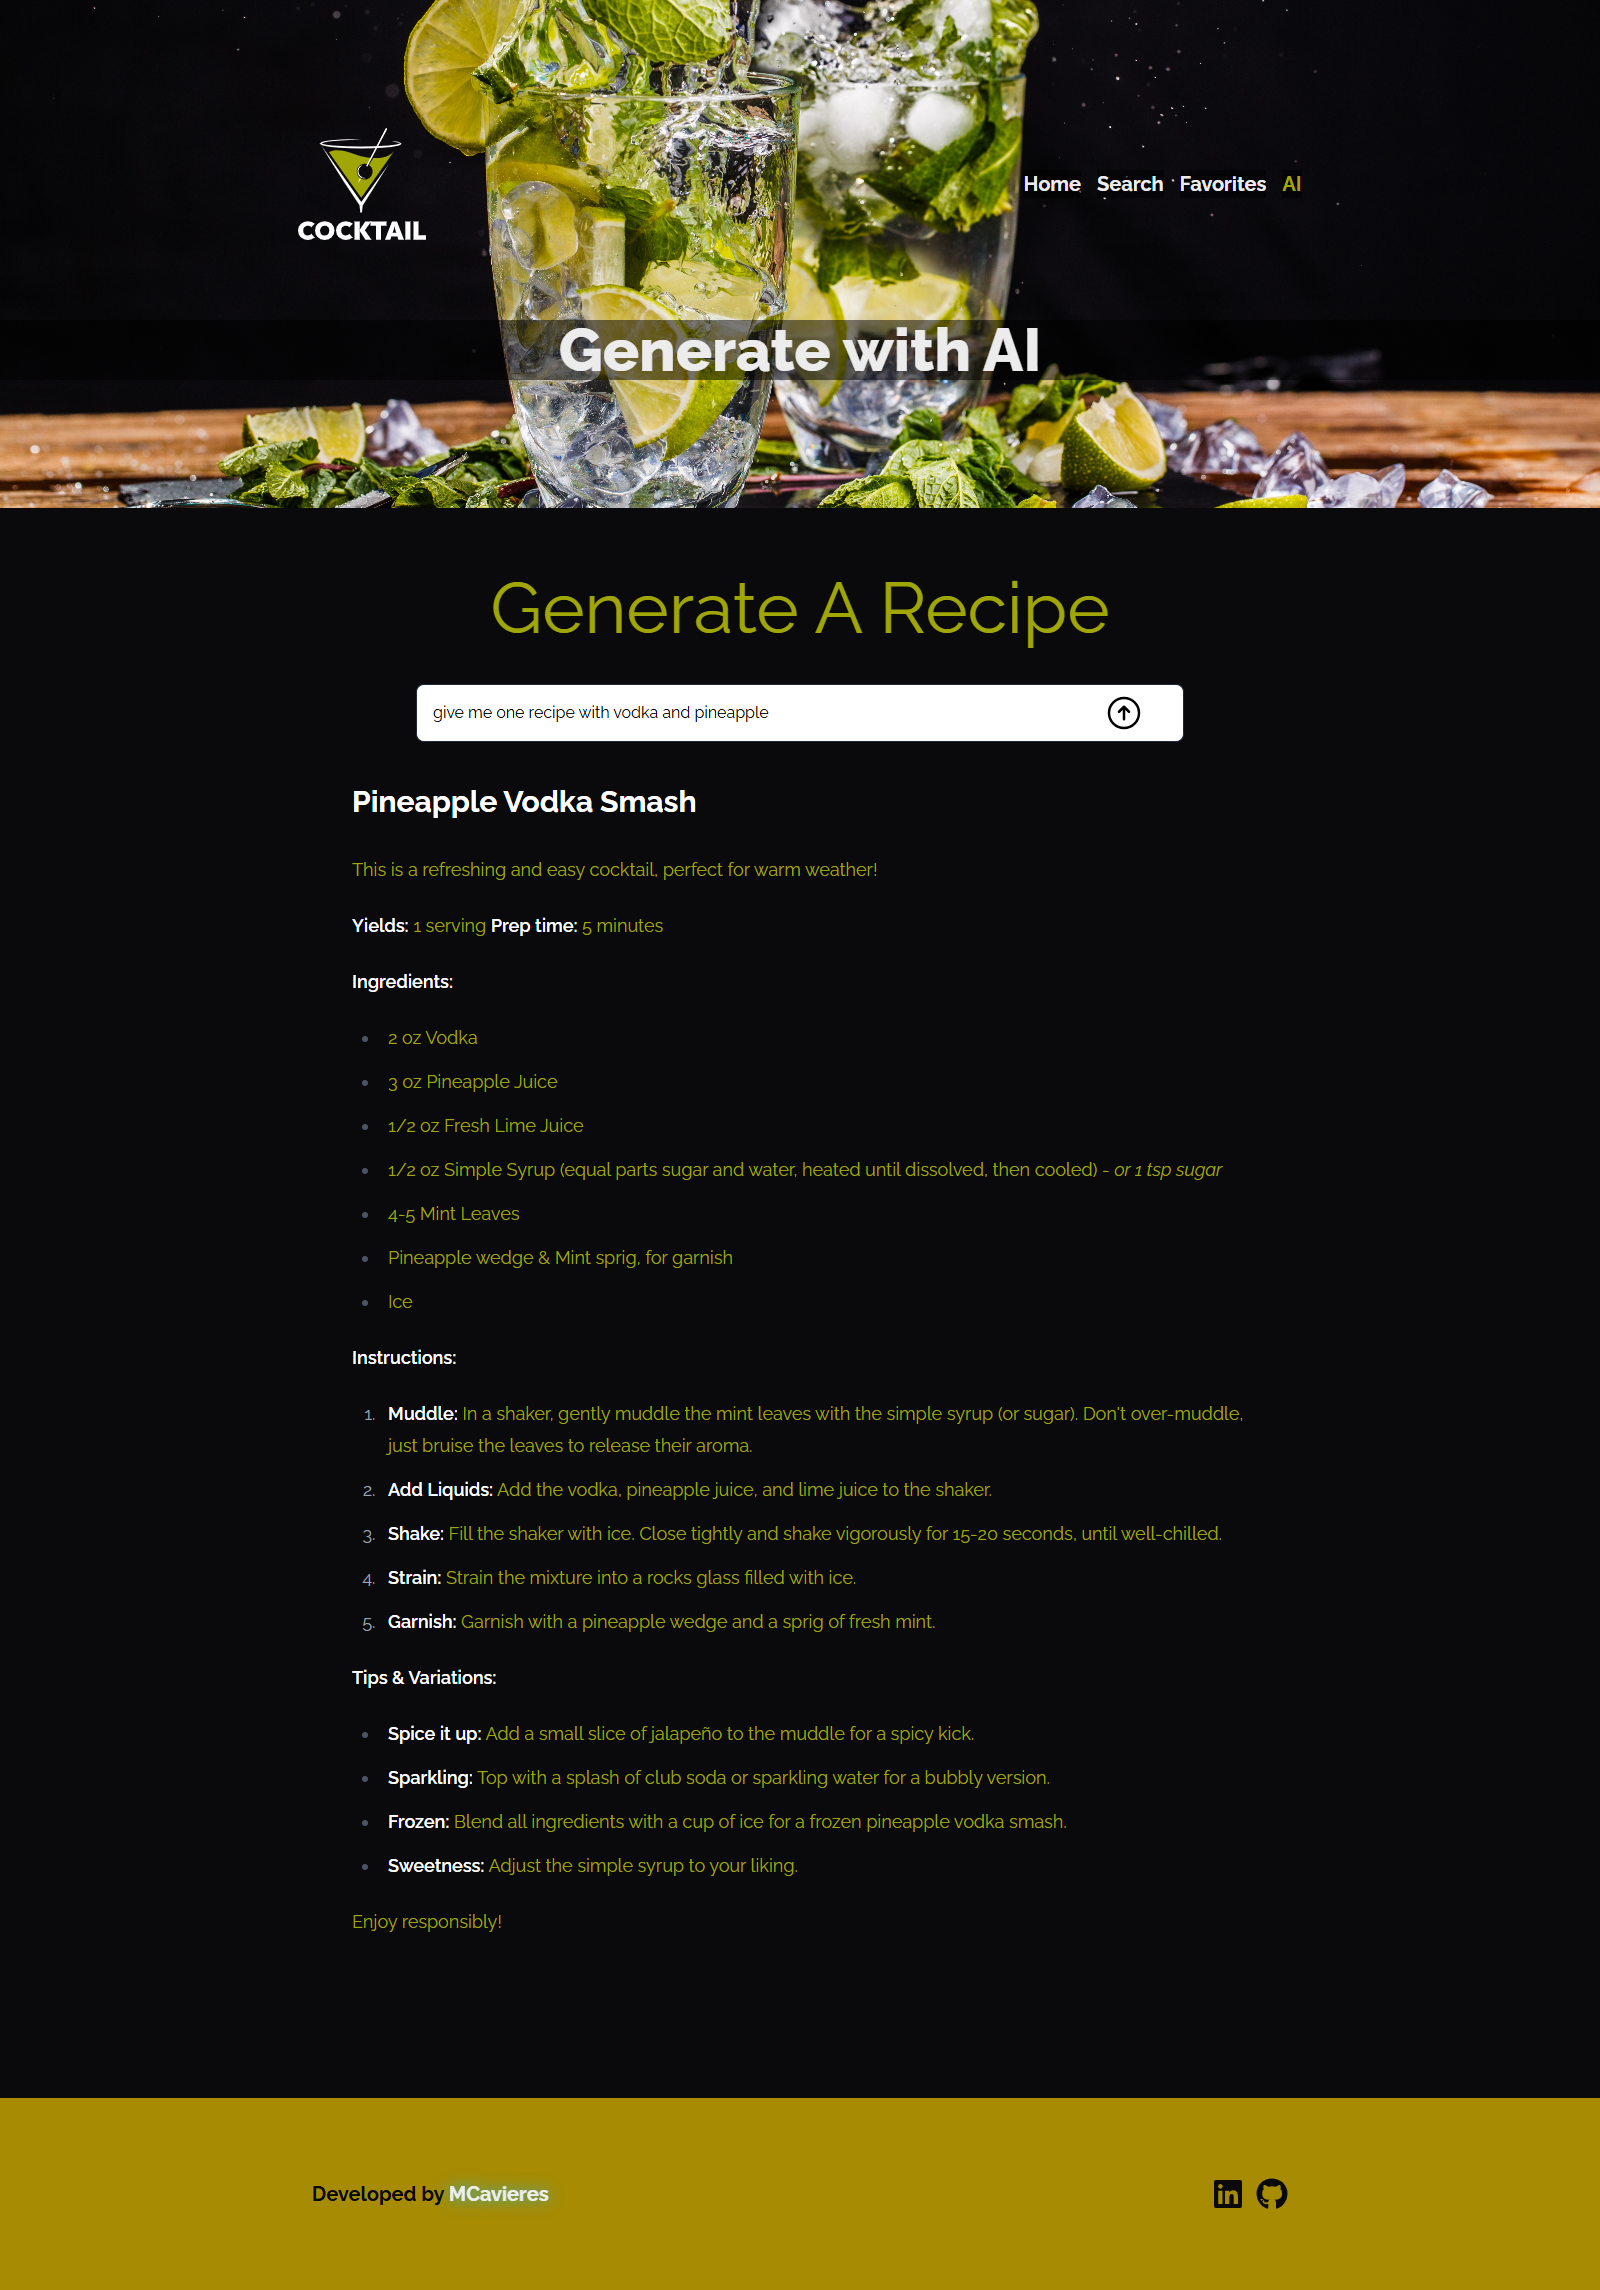 COCKTAIL
Home Search Favorites AI
Generate with AI
Generate A Recipe
give me one recipe with vodka and pineapple
Pineapple Vodka Smash
This is a refreshing and easy cocktail, perfect for warm weather!
Yields: 1 serving Prep time: 5 minutes
Ingredients:
2 oz Vodka
3 oz Pineapple Juice
1/2 oz Fresh Lime Juice
1/2 oz Simple Syrup (equal parts sugar and water, heated until dissolved, then cooled) - or 1 tsp sugar
4-5 Mint Leaves
Pineapple wedge & Mint sprig, for garnish
Ice
Instructions:
1. Muddle: In a shaker, gently muddle the mint leaves with the simple syrup (or sugar). Don't over-muddle,
just bruise the leaves to release their aroma.
2. Add Liquids: Add the vodka, pineapple juice, and lime juice to the shaker.
3. Shake: Fill the shaker with ice. Close tightly and shake vigorously for 15-20 seconds, until well-chilled.
4. Strain: Strain the mixture into a rocks glass filled with ice.
5. Garnish: Garnish with a pineapple wedge and a sprig of fresh mint.
Tips & Variations:
Spice it up: Add a small slice of jalapeño to the muddle for a spicy kick.
Sparkling: Top with a splash of club soda or sparkling water for a bubbly version.
Frozen: Blend all ingredients with a cup of ice for a frozen pineapple vodka smash.
Sweetness: Adjust the simple syrup to your liking.
Enjoy responsibly!
Developed by MCavieres
in